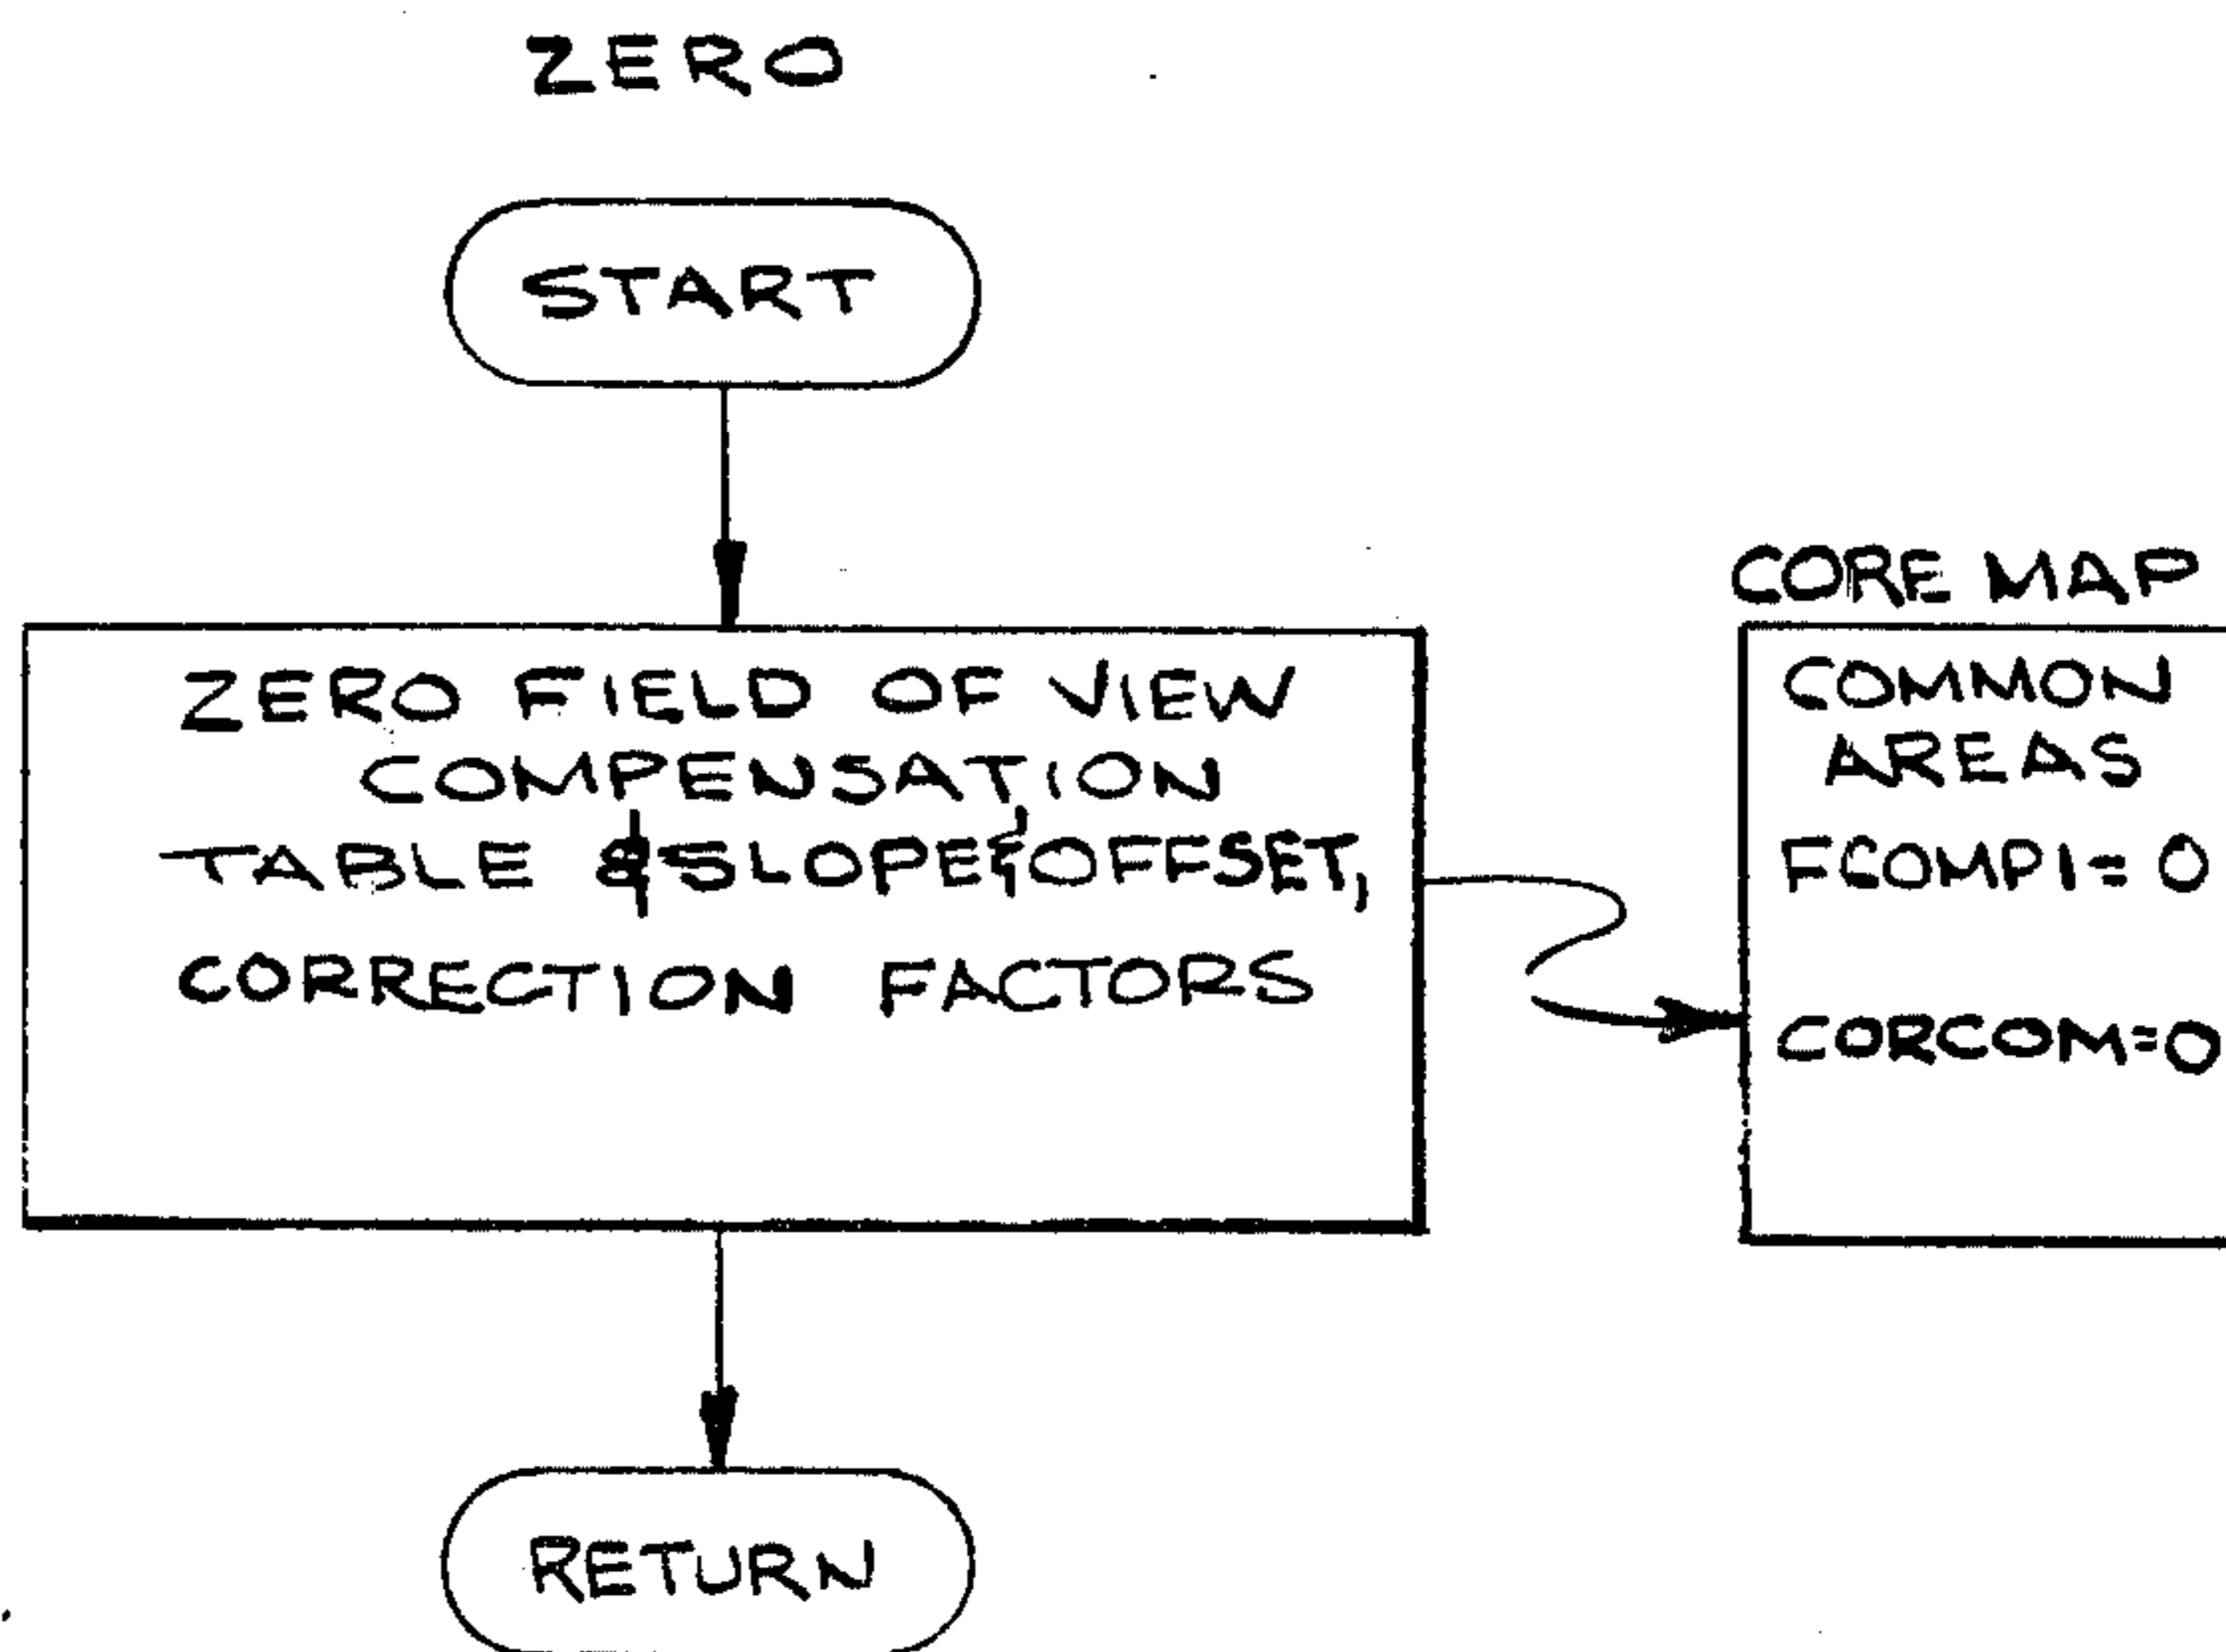 ZERO
START
ZERO FIELD OF VIEW
COMPENSATION
TABLE & SLOPE & OFFSET,
CORRECTION FACTORS
CORE MAP
COMMON
AREAS
FCOMP1 = 0
CORCOM = 0
RETURN